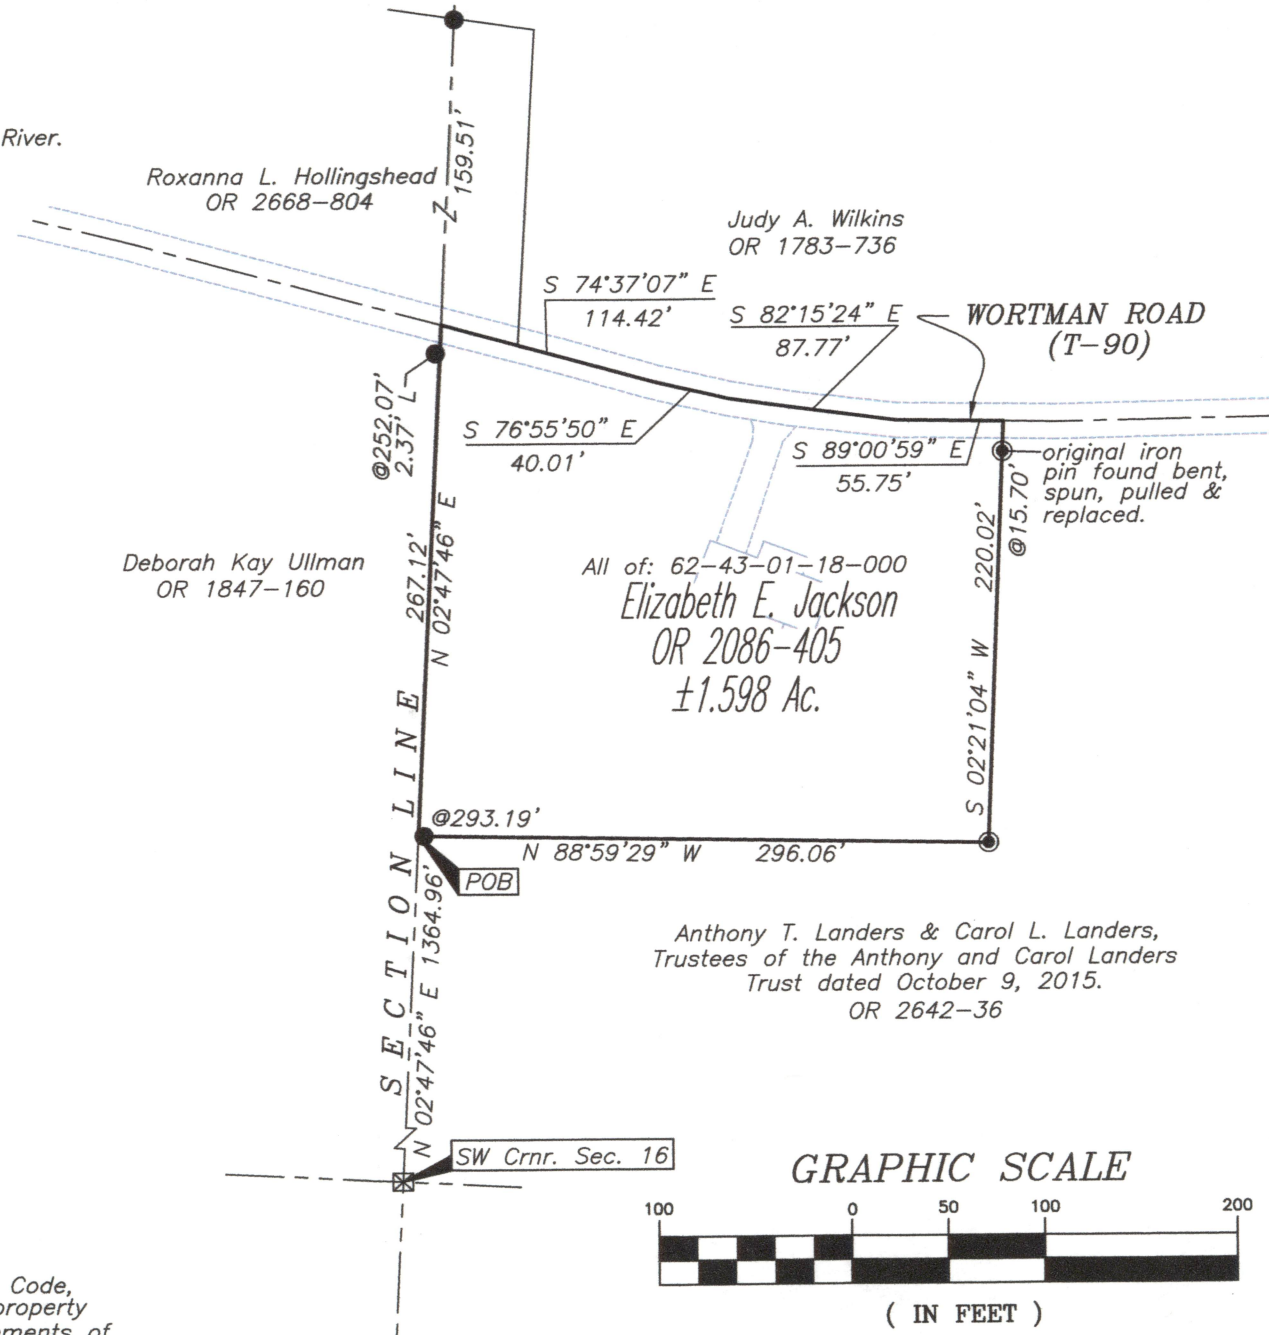 River.
Roxanna L. Hollingshead
OR 2668-804
159.51'
Judy A. Wilkins
OR 1783-736
S 74°37'07" E
114.42'
S 82°15'24" E
87.77'
WORTMAN ROAD
(T-90)
@252.07'
2.37' L
S 76°55'50" E
40.01'
S 89°00'59" E
55.75'
original iron
pin found bent,
spun, pulled &
replaced.
@15.70'
220.02'
S 02°21'04" W
Deborah Kay Ullman
OR 1847-160
267.12'
N 02°47'46" E
All of: 62-43-01-18-000
Elizabeth E. Jackson
OR 2086-405
±1.598 Ac.
SECTION LINE
@293.19'
N 88°59'29" W 296.06'
POB
N 02°47'46" E 1364.96'
Anthony T. Landers & Carol L. Landers,
Trustees of the Anthony and Carol Landers
Trust dated October 9, 2015.
OR 2642-36
SW Crnr. Sec. 16
GRAPHIC SCALE
100 0 50 100 200
( IN FEET )
Code,
property
ements of